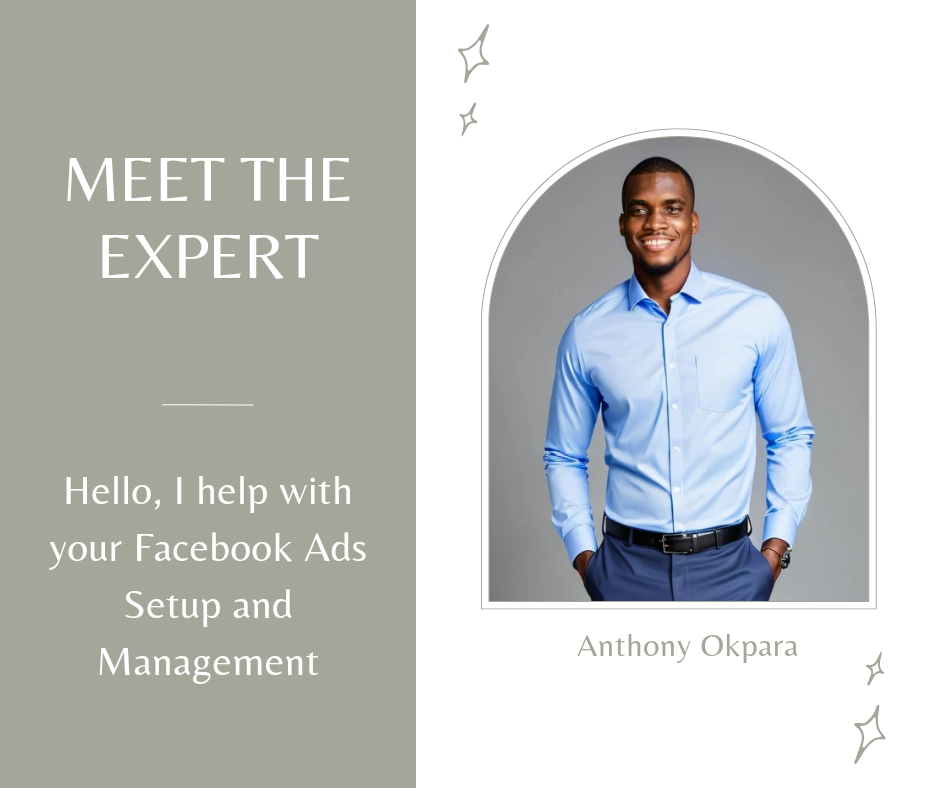 MEET THE
EXPERT
Hello, I help with
your Facebook Ads
Setup and
Management
Anthony Okpara